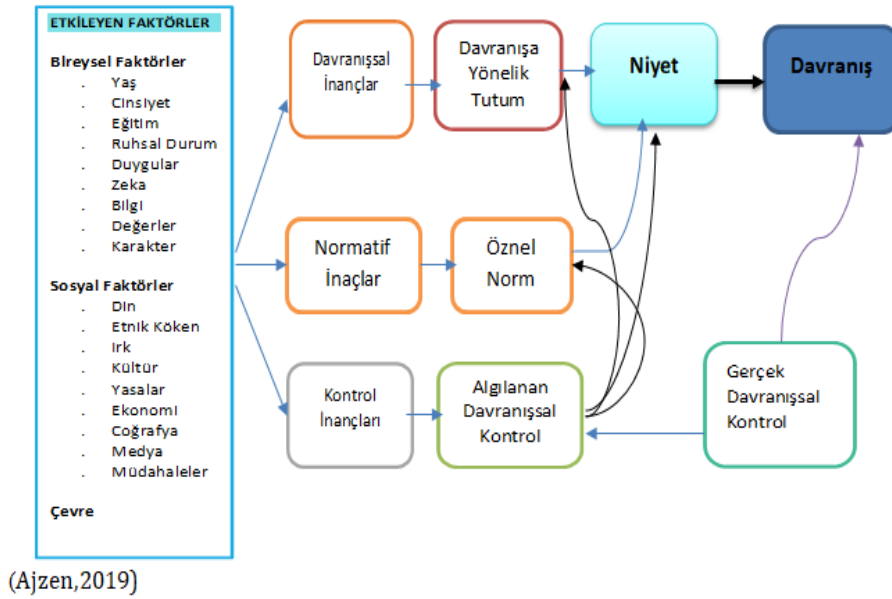 ETKİLEYEN FAKTÖRLER
Bireysel Faktörler
. Yaş
. Cinsiyet
. Eğitim
. Ruhsal Durum
. Duygular
. Zeka
. Bilgi
. Değerler
. Karakter
Sosyal Faktörler
. Din
. Etnik Köken
. Irk
. Kültür
. Yasalar
. Ekonomi
. Coğrafya
. Medya
. Müdahaleler
Çevre
Davranışsal
İnançlar
Davranışa
Yönelik
Tutum
Niyet
Davranış
Normatif
İnaçlar
Öznel
Norm
Kontrol
İnançları
Algılanan
Davranışsal
Kontrol
Gerçek
Davranışsal
Kontrol
(Ajzen,2019)